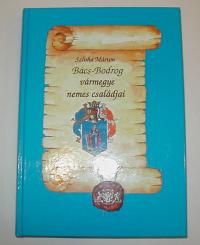 Szluha Márton
Bács-Bodrog
vármegye
nemes családjai